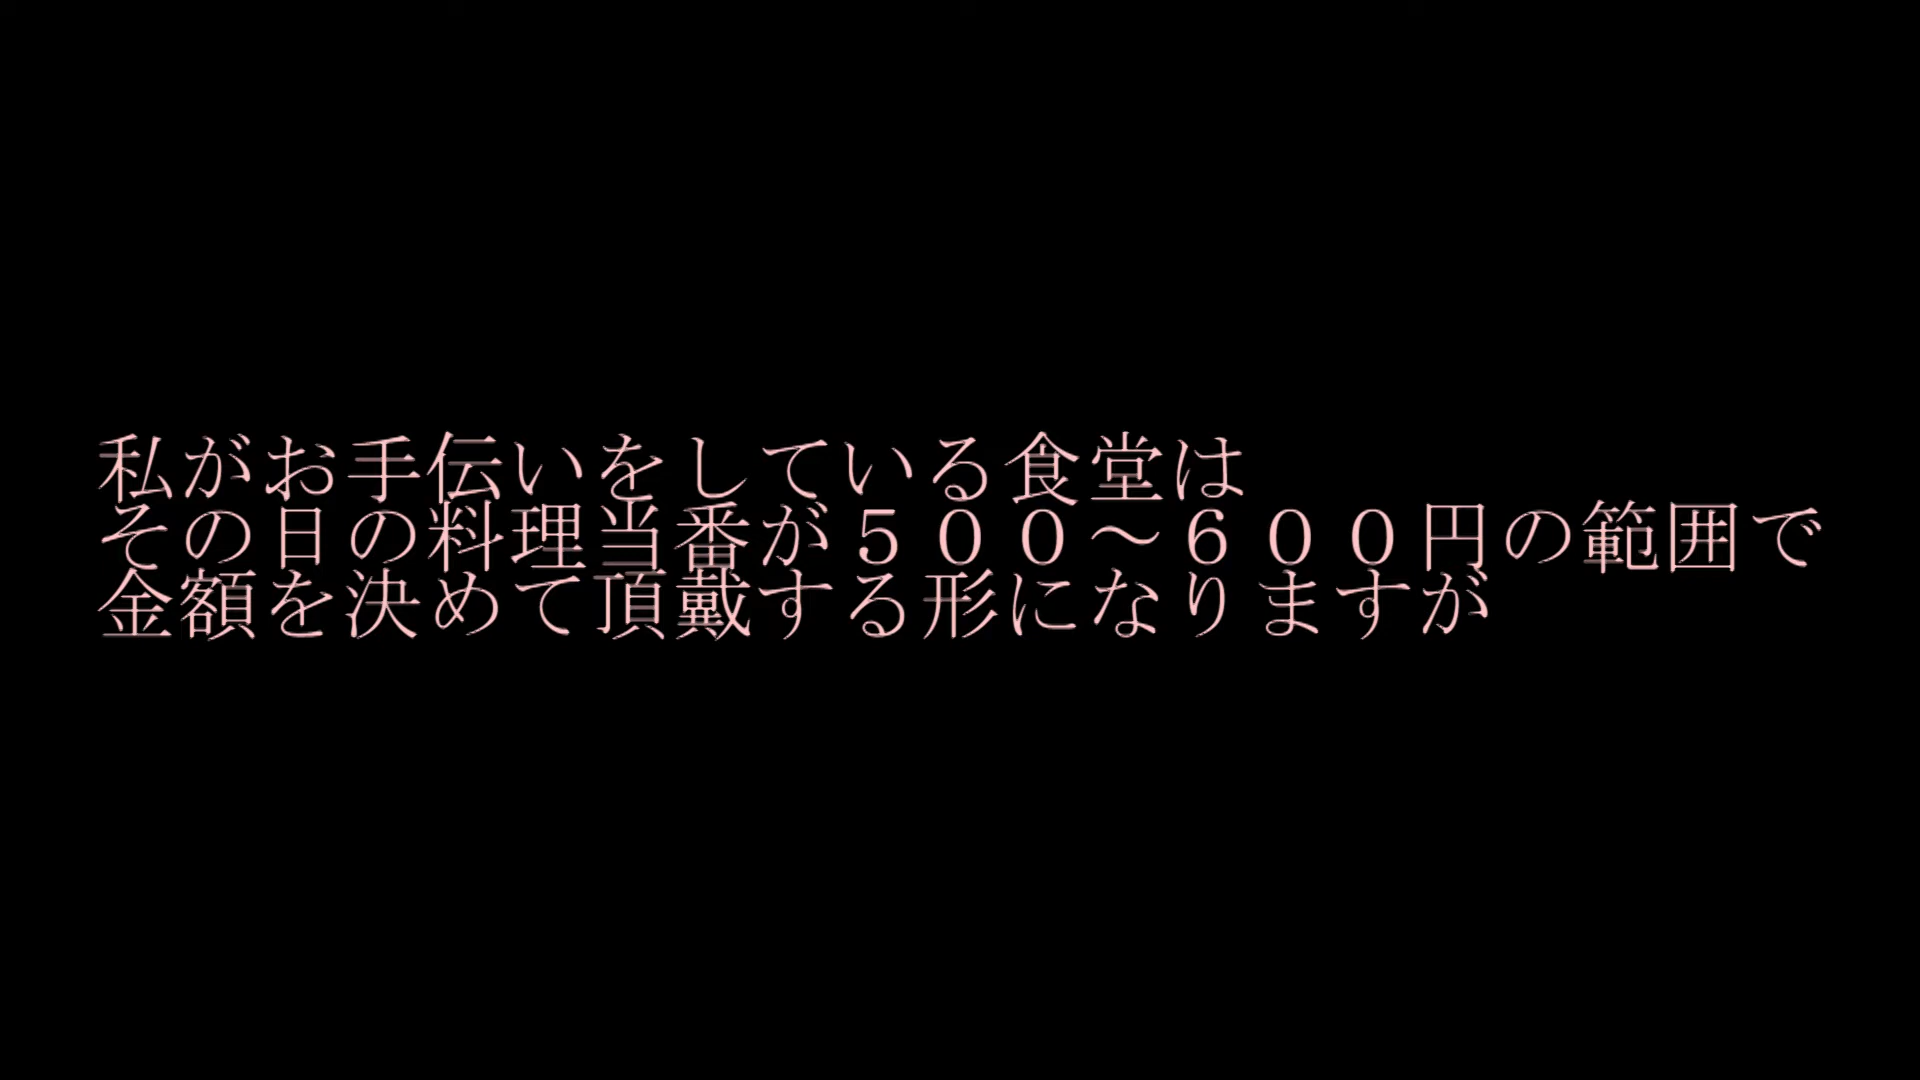 私がお手伝いをしている食堂は
その日の料理当番が５００～６００円の範囲で
金額を決めて頂戴する形になりますが